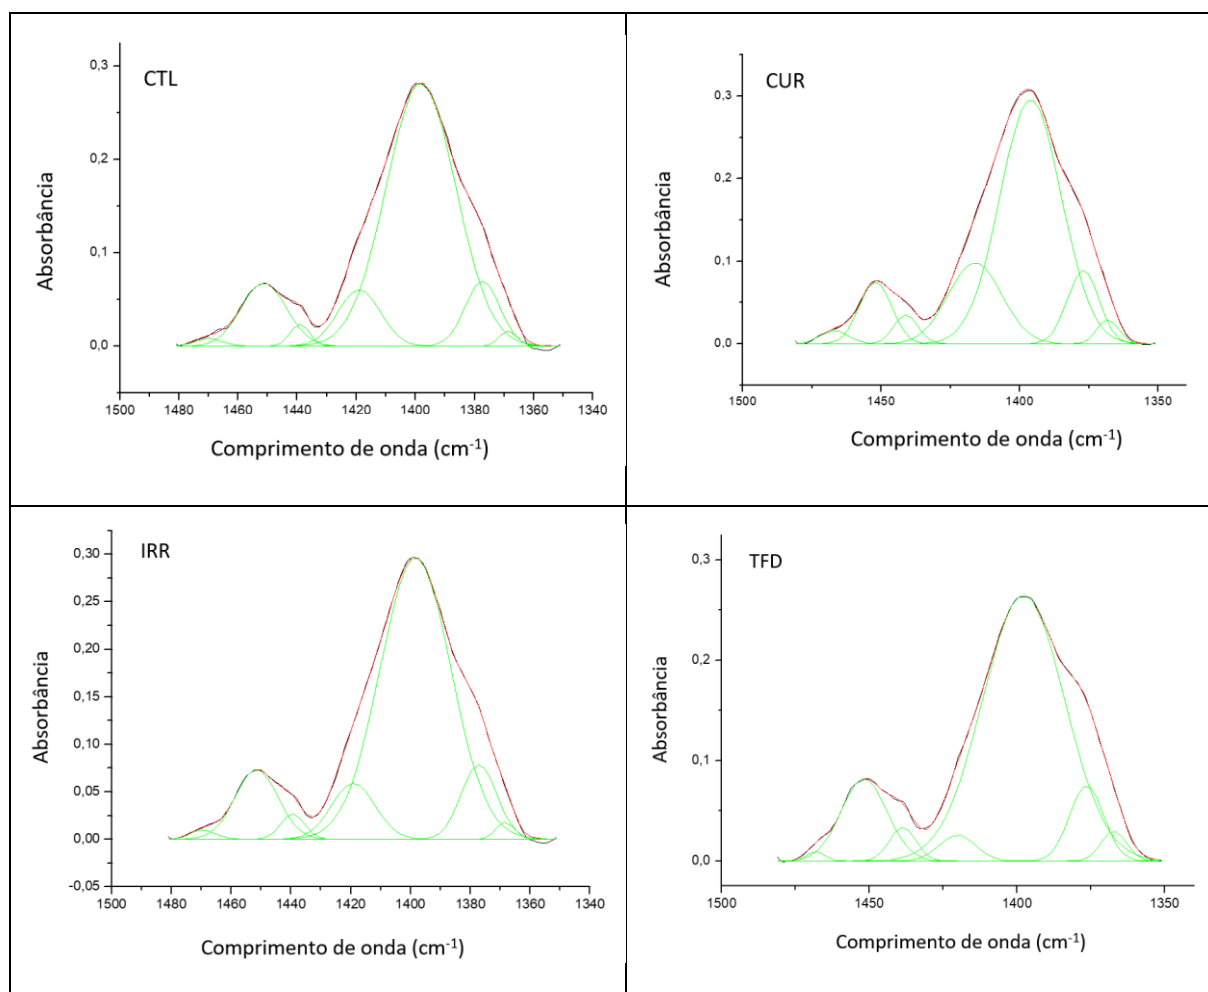 CTL
Absorbância
0,3
0,2
0,1
0,0
1500 1480 1460 1440 1420 1400 1380 1360 1340
Comprimento de onda (cm⁻¹)
CUR
Absorbância
0,3
0,2
0,1
0,0
1500 1450 1400 1350
Comprimento de onda (cm⁻¹)
IRR
Absorbância
0,30
0,25
0,20
0,15
0,10
0,05
0,00
-0,05
1500 1480 1460 1440 1420 1400 1380 1360 1340
Comprimento de onda (cm⁻¹)
TFD
Absorbância
0,3
0,2
0,1
0,0
1500 1450 1400 1350
Comprimento de onda (cm⁻¹)